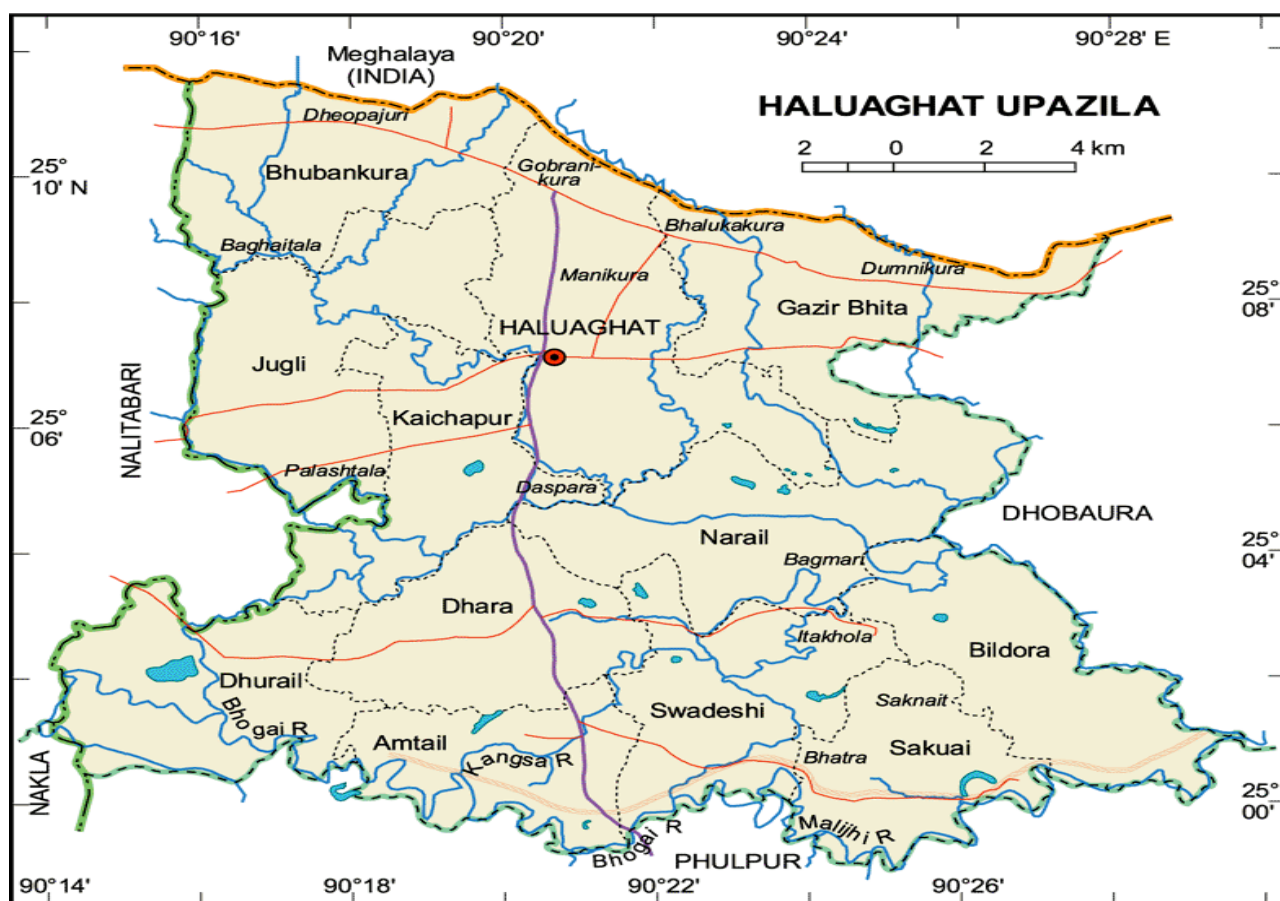 90°16' 90°20' 90°24' 90°28' E
Meghalaya
(INDIA)
HALUAGHAT UPAZILA
2 0 2 4 km
Dheopajuri
25°
10' N
Bhubankura
Gobrani-
kura
Bhalukakura
Baghaitala
Manikura
Dumnikura
Gazir Bhita
25°
08'
HALUAGHAT
Jugli
NALITABARI
25°
06'
Kaichapur
Palashtala
Daspara
DHOBAURA
Narail
25°
04'
Bagmari
Dhara
Itakhola
Bildora
Dhurail
Saknait
Bhogai R
Swadeshi
Amtail
Sakuai
Kangsa R
Bhatra
NAKLA
25°
00'
Malijhi R
Bhogai R
PHULPUR
90°14' 90°18' 90°22' 90°26'